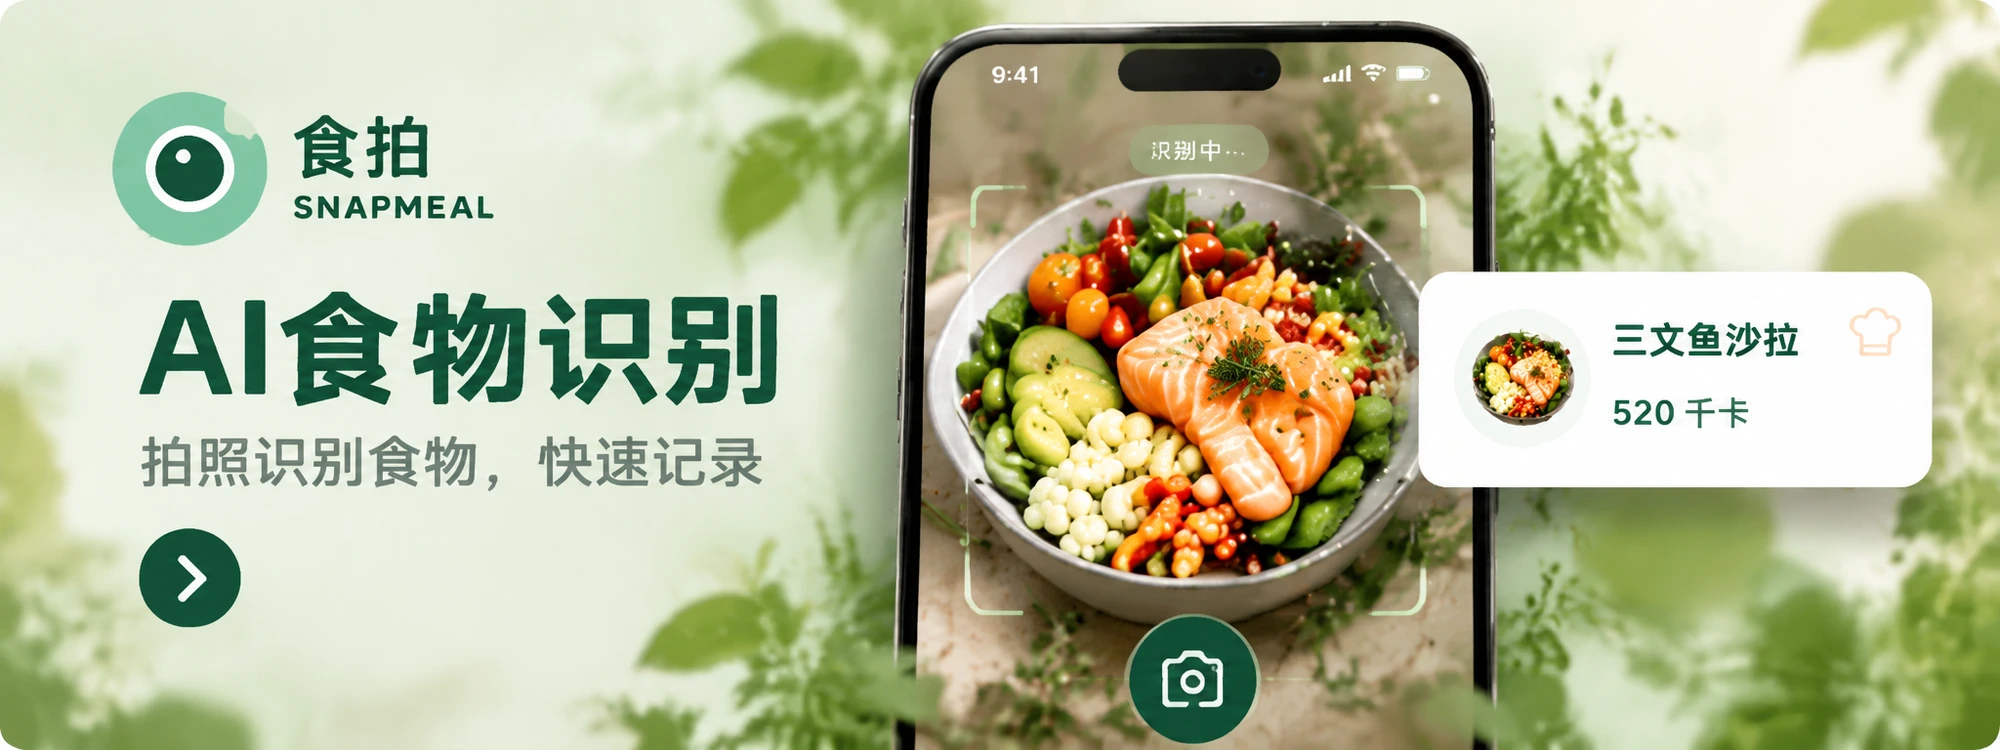 食拍
SNAPMEAL
AI食物识别
拍照识别食物，快速记录
9:41
识别中···
三文鱼沙拉
520 千卡